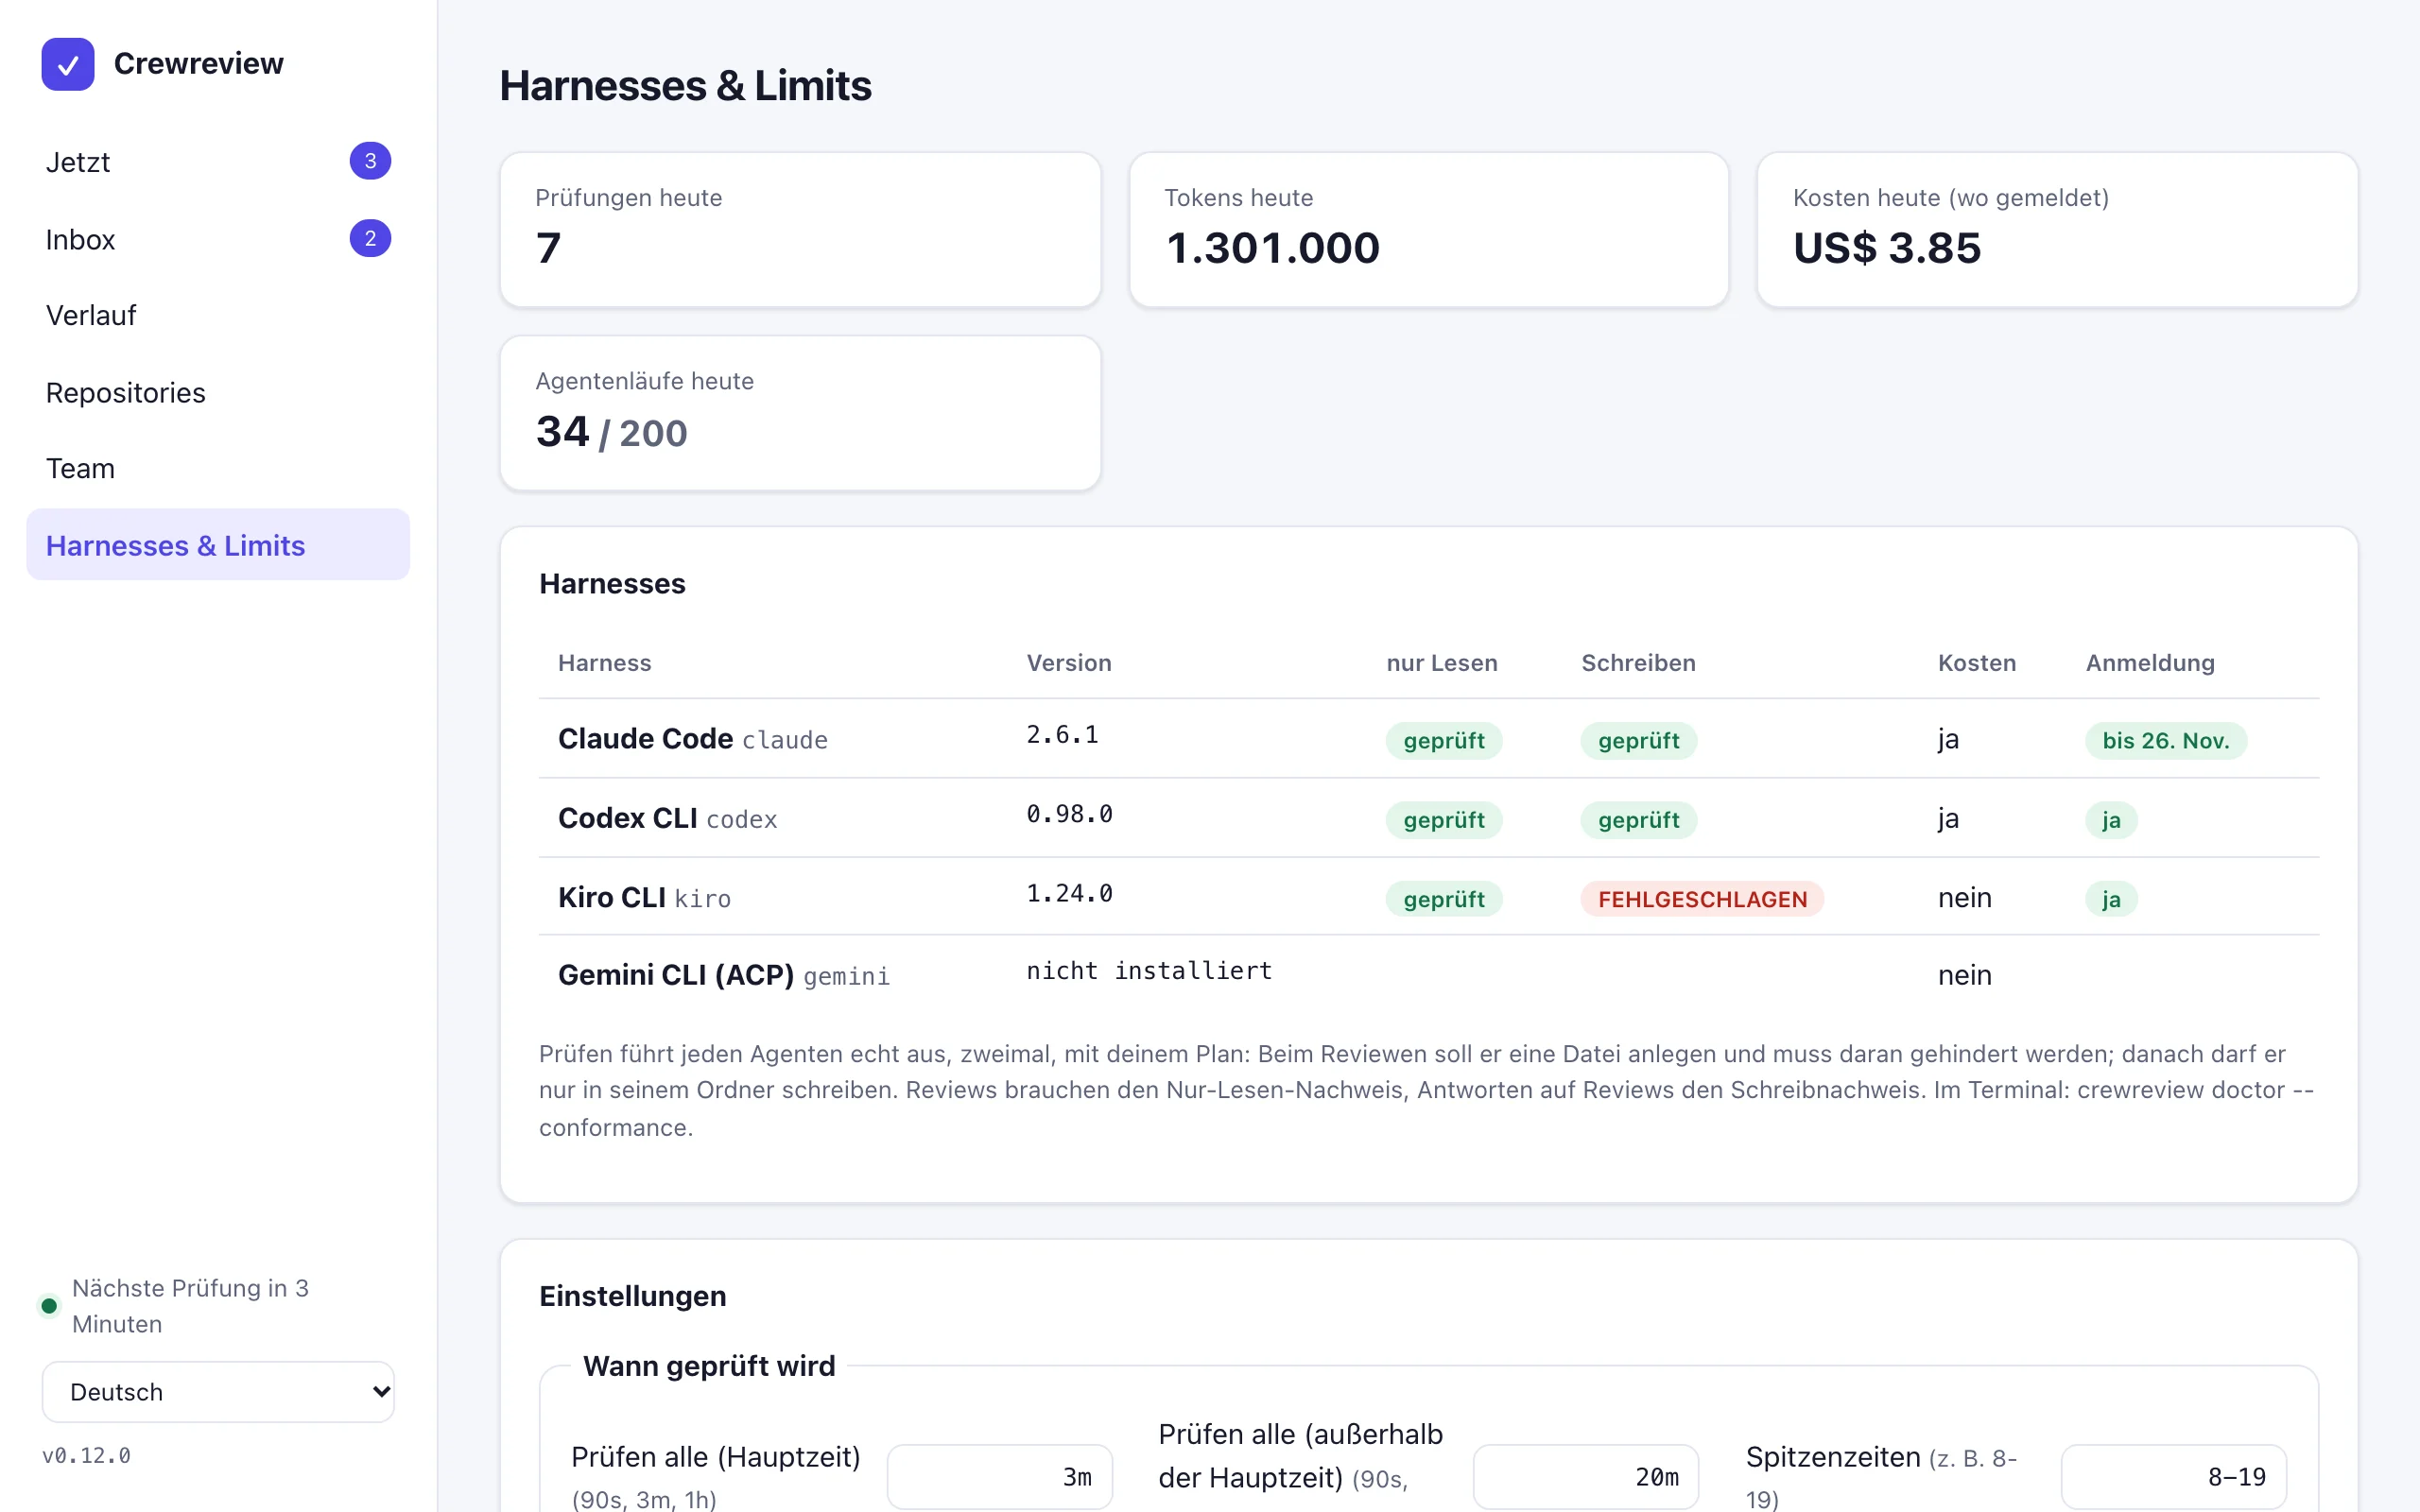 Crewreview
Jetzt 3
Inbox 2
Verlauf
Repositories
Team
Harnesses & Limits
Nächste Prüfung in 3
Minuten
Deutsch
v0.12.0
Harnesses & Limits
Prüfungen heute
7
Tokens heute
1.301.000
Kosten heute (wo gemeldet)
US$ 3.85
Agentenläufe heute
34 / 200
Harnesses
Harness Version nur Lesen Schreiben Kosten Anmeldung
Claude Code claude 2.6.1 geprüft geprüft ja bis 26. Nov.
Codex CLI codex 0.98.0 geprüft geprüft ja ja
Kiro CLI kiro 1.24.0 geprüft FEHLGESCHLAGEN nein ja
Gemini CLI (ACP) gemini nicht installiert nein
Prüfen führt jeden Agenten echt aus, zweimal, mit deinem Plan: Beim Reviewen soll er eine Datei anlegen und muss daran gehindert werden; danach darf er
nur in seinem Ordner schreiben. Reviews brauchen den Nur-Lesen-Nachweis, Antworten auf Reviews den Schreibnachweis. Im Terminal: crewreview doctor --
conformance.
Einstellungen
Wann geprüft wird
Prüfen alle (Hauptzeit)
(90s, 3m, 1h)
3m
Prüfen alle (außerhalb
der Hauptzeit) (90s,
20m
Spitzenzeiten (z. B. 8-
19)
8–19